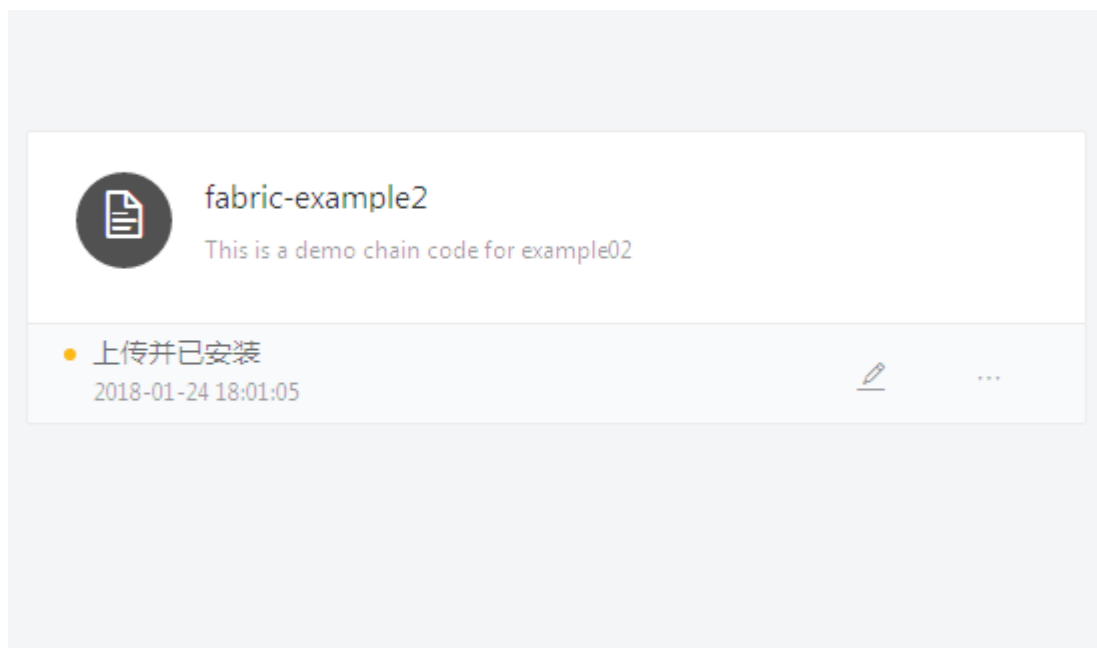 fabric-example2
This is a demo chain code for example02
上传并已安装
2018-01-24 18:01:05